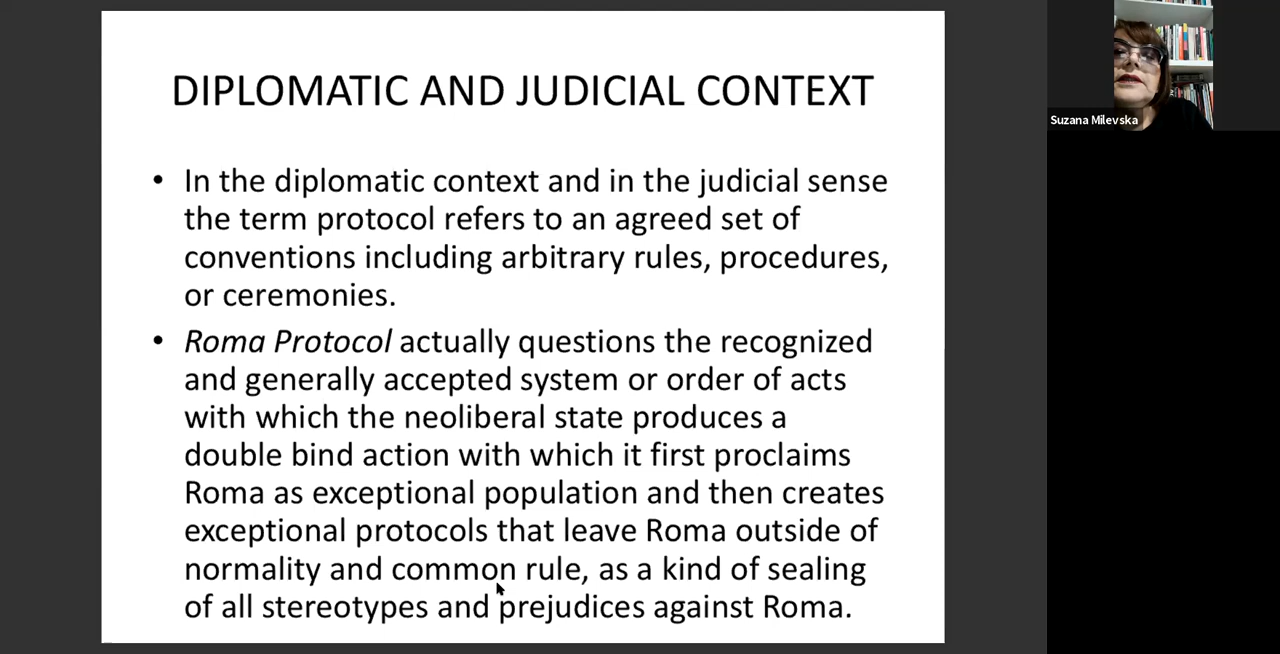 DIPLOMATIC AND JUDICIAL CONTEXT
• In the diplomatic context and in the judicial sense
the term protocol refers to an agreed set of
conventions including arbitrary rules, procedures,
or ceremonies.
• Roma Protocol actually questions the recognized
and generally accepted system or order of acts
with which the neoliberal state produces a
double bind action with which it first proclaims
Roma as exceptional population and then creates
exceptional protocols that leave Roma outside of
normality and common rule, as a kind of sealing
of all stereotypes and prejudices against Roma.
Suzana Milevska